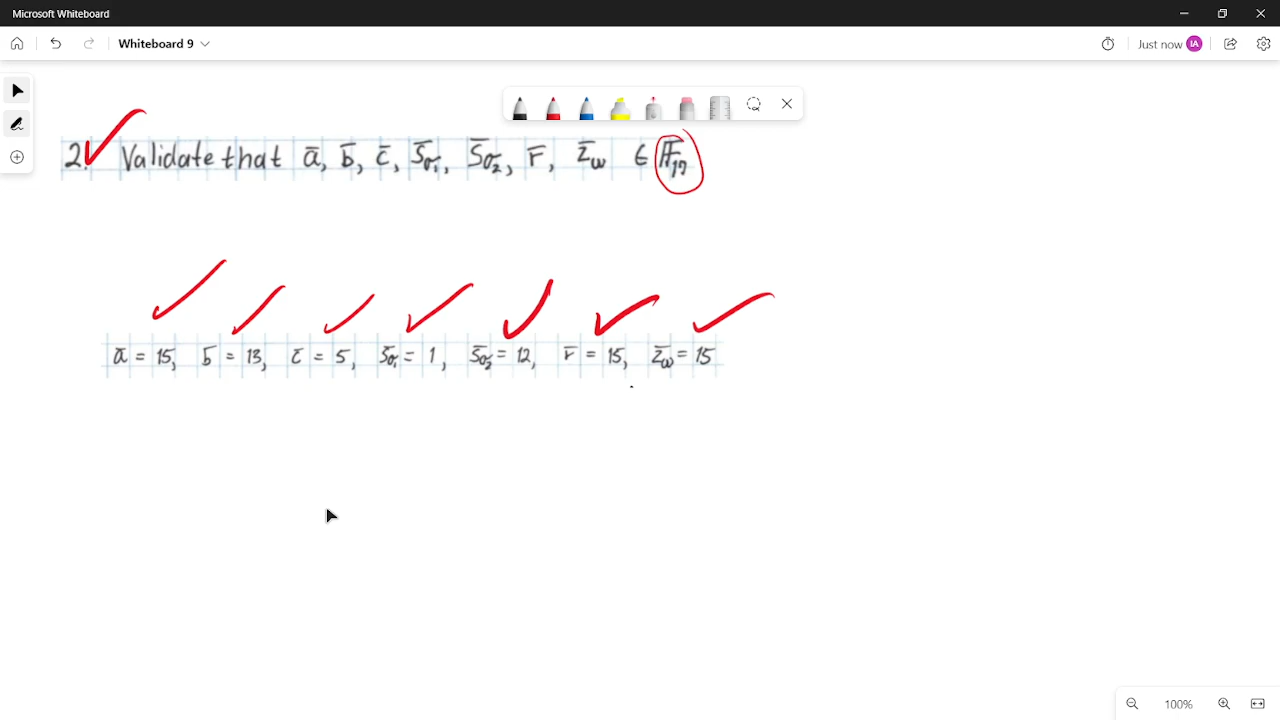 Microsoft Whiteboard
Whiteboard 9
Just now IA
2. Validate that a̅, b̅, c̅, S̅σ₁, S̅σ₂, r̅, z̅ω ∈ 𝔽₁₇
a̅ = 15, b̅ = 13, c̅ = 5, S̅σ₁ = 1, S̅σ₂ = 12, r̅ = 15, z̅ω = 15
100%